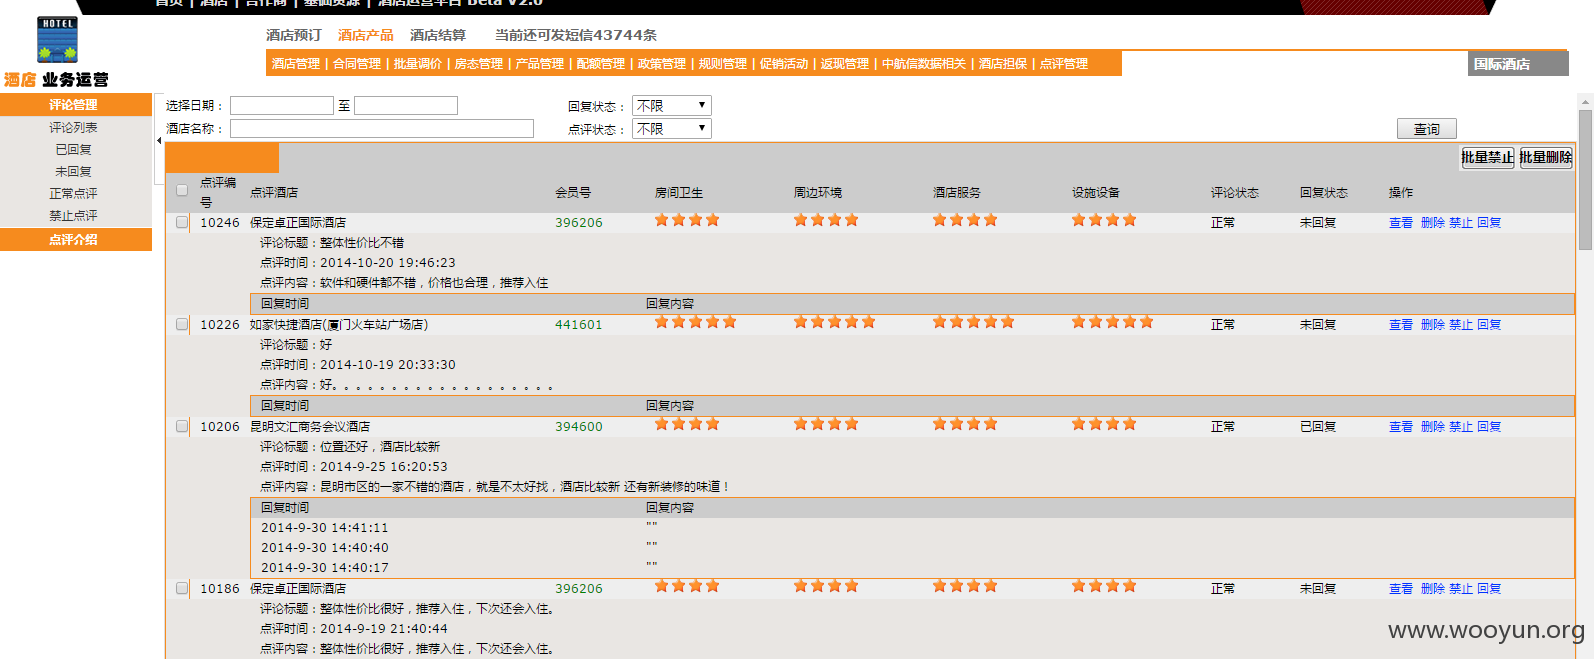 首页 | 酒店 | 合作商 | 基础资源 | 酒店运营平台 Beta V2.0
HOTEL
酒店 业务运营
酒店预订 酒店产品 酒店结算 当前还可发短信43744条
酒店管理 | 合同管理 | 批量调价 | 房态管理 | 产品管理 | 配额管理 | 政策管理 | 规则管理 | 促销活动 | 返现管理 | 中航信数据相关 | 酒店担保 | 点评管理
国际酒店
评论管理
评论列表
已回复
未回复
正常点评
禁止点评
点评介绍
选择日期： 至 回复状态： 不限
酒店名称： 点评状态： 不限 查询
批量禁止 批量删除
点评编号 点评酒店 会员号 房间卫生 周边环境 酒店服务 设施设备 评论状态 回复状态 操作
10246 保定卓正国际酒店 396206 正常 未回复 查看 删除 禁止 回复
评论标题：整体性价比不错
点评时间：2014-10-20 19:46:23
点评内容：软件和硬件都不错，价格也合理，推荐入住
回复时间 回复内容
10226 如家快捷酒店(厦门火车站广场店) 441601 正常 未回复 查看 删除 禁止 回复
评论标题：好
点评时间：2014-10-19 20:33:30
点评内容：好。。。。。。。。。。。。。。。。。。。
回复时间 回复内容
10206 昆明文汇商务会议酒店 394600 正常 已回复 查看 删除 禁止 回复
评论标题：位置还好，酒店比较新
点评时间：2014-9-25 16:20:53
点评内容：昆明市区的一家不错的酒店，就是不太好找，酒店比较新 还有新装修的味道！
回复时间 回复内容
2014-9-30 14:41:11 ""
2014-9-30 14:40:40 ""
2014-9-30 14:40:17 ""
10186 保定卓正国际酒店 396206 正常 未回复 查看 删除 禁止 回复
评论标题：整体性价比很好，推荐入住，下次还会入住。
点评时间：2014-9-19 21:40:44
点评内容：整体性价比很好，推荐入住，下次还会入住。
www.wooyun.org